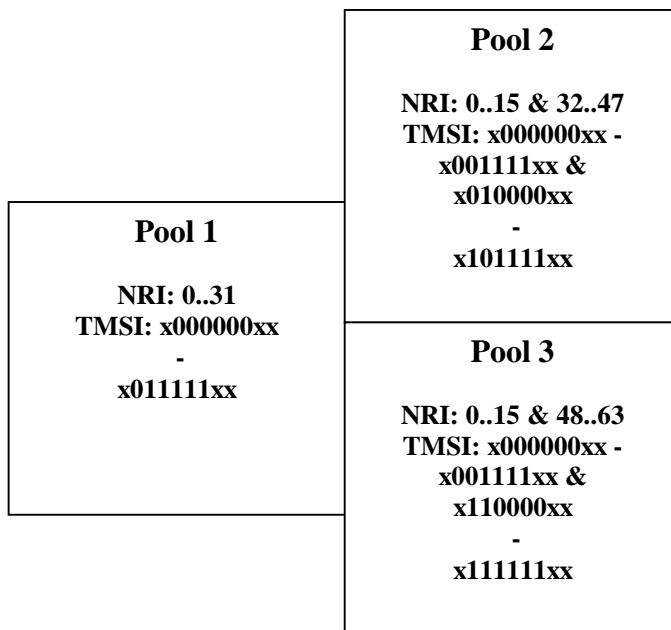 Pool 2
NRI: 0..15 & 32..47
TMSI: x000000xx -
x001111xx &
x010000xx
-
x101111xx
Pool 1
NRI: 0..31
TMSI: x000000xx
-
x011111xx
Pool 3
NRI: 0..15 & 48..63
TMSI: x000000xx -
x001111xx &
x110000xx
-
x111111xx